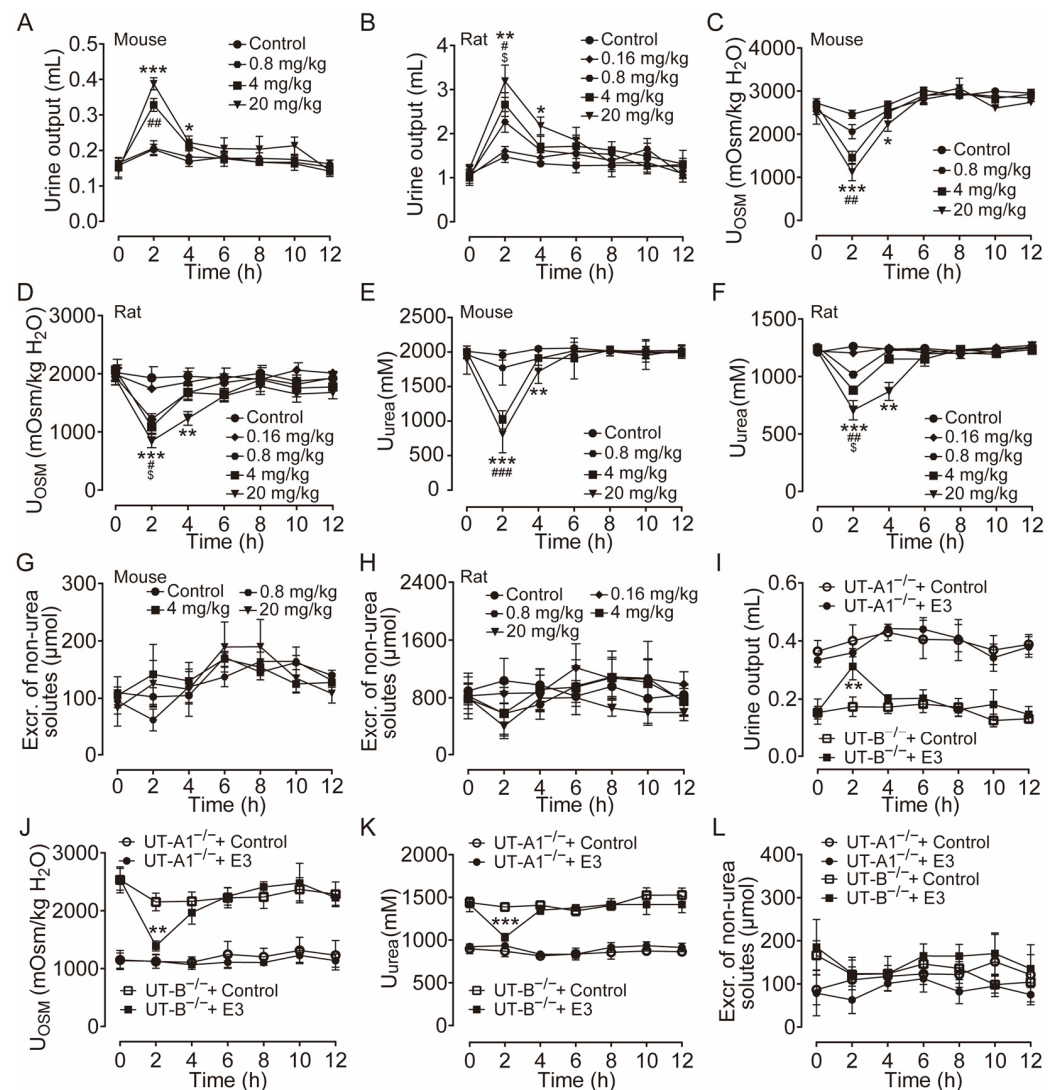 A
Mouse
Urine output (mL)
0.5
0.4
0.3
0.2
0.1
0.0
Control
0.8 mg/kg
4 mg/kg
20 mg/kg
***
##
*
0 2 4 6 8 10 12
Time (h)
B
Rat
Urine output (mL)
4
3
2
1
0
Control
0.16 mg/kg
0.8 mg/kg
4 mg/kg
20 mg/kg
**
#
$
*
0 2 4 6 8 10 12
Time (h)
C
Mouse
UOSM (mOsm/kg H2O)
4000
3000
2000
1000
0
Control
0.8 mg/kg
4 mg/kg
20 mg/kg
***
##
*
0 2 4 6 8 10 12
Time (h)
D
Rat
UOSM (mOsm/kg H2O)
3000
2000
1000
0
Control
0.16 mg/kg
0.8 mg/kg
4 mg/kg
20 mg/kg
***
#
$
**
0 2 4 6 8 10 12
Time (h)
E
Mouse
Uurea (mM)
2500
2000
1500
1000
500
0
Control
0.8 mg/kg
4 mg/kg
20 mg/kg
***
###
**
0 2 4 6 8 10 12
Time (h)
F
Rat
Uurea (mM)
1500
1000
500
0
Control
0.16 mg/kg
0.8 mg/kg
4 mg/kg
20 mg/kg
***
##
$
**
0 2 4 6 8 10 12
Time (h)
G
Mouse
Excr. of non-urea
solutes (μmol)
300
200
100
0
Control 0.8 mg/kg
4 mg/kg 20 mg/kg
0 2 4 6 8 10 12
Time (h)
H
Rat
Excr. of non-urea
solutes (μmol)
2400
1600
800
0
Control 0.16 mg/kg
0.8 mg/kg 4 mg/kg
20 mg/kg
0 2 4 6 8 10 12
Time (h)
I
Urine output (mL)
0.6
0.4
0.2
0.0
UT-A1−/−+ Control
UT-A1−/−+ E3
**
UT-B−/−+ Control
UT-B−/−+ E3
0 2 4 6 8 10 12
Time (h)
J
UOSM (mOsm/kg H2O)
3000
2000
1000
0
UT-A1−/−+ Control
UT-A1−/−+ E3
**
UT-B−/−+ Control
UT-B−/−+ E3
0 2 4 6 8 10 12
Time (h)
K
Uurea (mM)
2000
1500
1000
500
0
UT-A1−/−+ Control
UT-A1−/−+ E3
***
UT-B−/−+ Control
UT-B−/−+ E3
0 2 4 6 8 10 12
Time (h)
L
Excr. of non-urea
solutes (μmol)
400
300
200
100
0
UT-A1−/−+ Control
UT-A1−/−+ E3
UT-B−/−+ Control
UT-B−/−+ E3
0 2 4 6 8 10 12
Time (h)